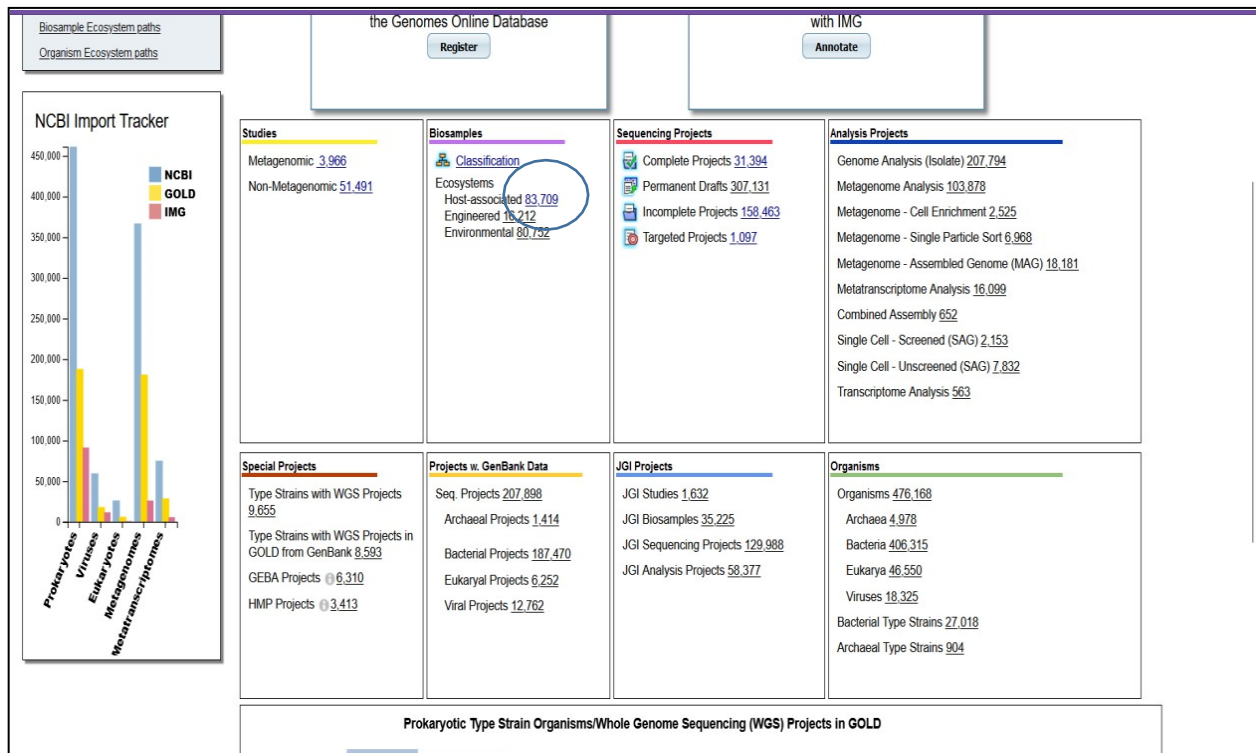 Biosample Ecosystem paths
Organism Ecosystem paths
the Genomes Online Database
Register
with IMG
Annotate
NCBI Import Tracker
450,000
400,000
350,000
300,000
250,000
200,000
150,000
100,000
50,000
0
NCBI
GOLD
IMG
Prokaryotes
Viruses
Eukaryotes
Metagenomes
Metatranscriptomes
Studies
Metagenomic 3,966
Non-Metagenomic 51,491
Biosamples
Classification
Ecosystems
Host-associated 83,709
Engineered 16,212
Environmental 80,752
Sequencing Projects
Complete Projects 31,394
Permanent Drafts 307,131
Incomplete Projects 158,463
Targeted Projects 1,097
Analysis Projects
Genome Analysis (Isolate) 207,794
Metagenome Analysis 103,878
Metagenome - Cell Enrichment 2,525
Metagenome - Single Particle Sort 6,968
Metagenome - Assembled Genome (MAG) 18,181
Metatranscriptome Analysis 16,099
Combined Assembly 652
Single Cell - Screened (SAG) 2,153
Single Cell - Unscreened (SAG) 7,832
Transcriptome Analysis 563
Special Projects
Type Strains with WGS Projects
9,655
Type Strains with WGS Projects in
GOLD from GenBank 8,593
GEBA Projects 6,310
HMP Projects 3,413
Projects w. GenBank Data
Seq. Projects 207,898
Archaeal Projects 1,414
Bacterial Projects 187,470
Eukaryal Projects 6,252
Viral Projects 12,762
JGI Projects
JGI Studies 1,632
JGI Biosamples 35,225
JGI Sequencing Projects 129,988
JGI Analysis Projects 58,377
Organisms
Organisms 476,168
Archaea 4,978
Bacteria 406,315
Eukarya 46,550
Viruses 18,325
Bacterial Type Strains 27,018
Archaeal Type Strains 904
Prokaryotic Type Strain Organisms/Whole Genome Sequencing (WGS) Projects in GOLD